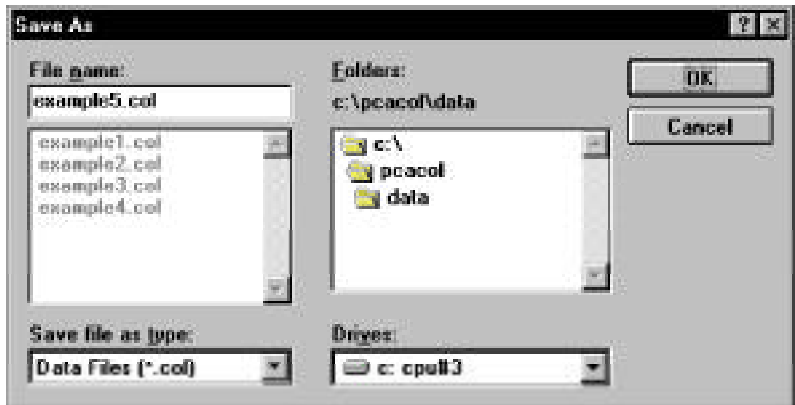 Save As
File name:
example5.col
example1.col
example2.col
example3.col
example4.col
Save file as type:
Data Files (*.col)
Folders:
c:\pcacol\data
c:\
pcacol
data
Drives:
c: cpu#3
OK
Cancel